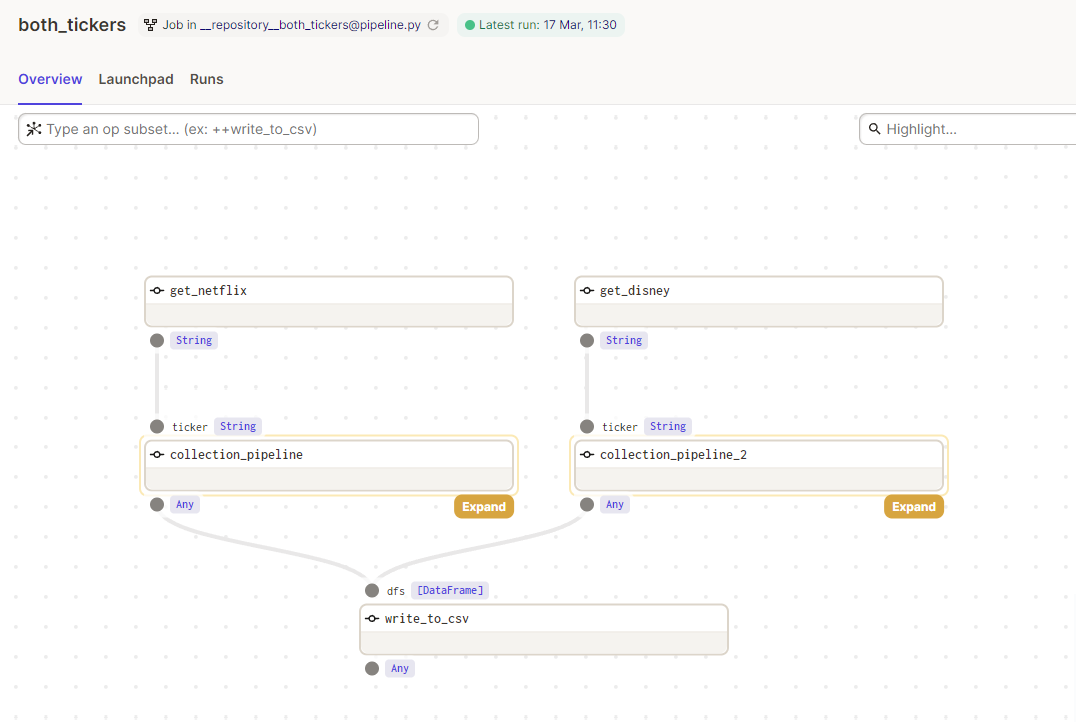 both_tickers Job in __repository__both_tickers@pipeline.py Latest run: 17 Mar, 11:30
Overview Launchpad Runs
Type an op subset... (ex: ++write_to_csv) Highlight...
get_netflix get_disney
String String
ticker String ticker String
collection_pipeline collection_pipeline_2
Any Expand Any Expand
dfs [DataFrame]
write_to_csv
Any